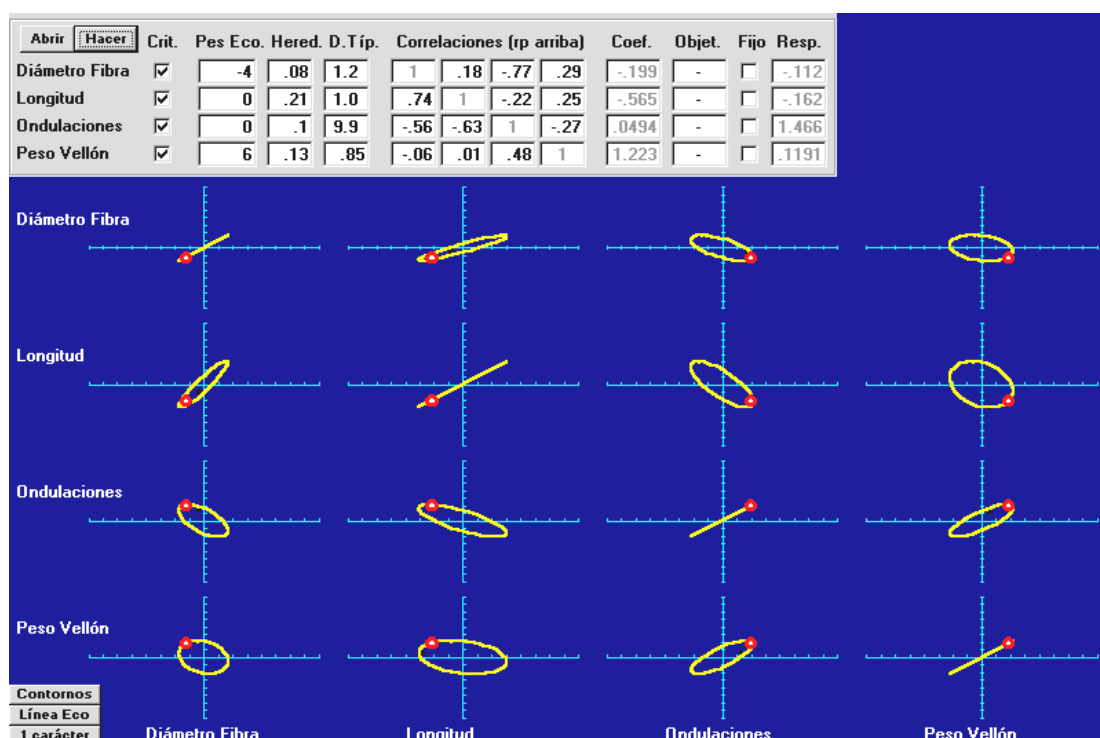 Abrir Hacer Crit. Pes Eco. Hered. D.Típ. Correlaciones (rp arriba) Coef. Objet. Fijo Resp.
Diámetro Fibra -4 .08 1.2 1 .18 -.77 .29 -.199 - -.112
Longitud 0 .21 1.0 .74 1 -.22 .25 -.565 - -.162
Ondulaciones 0 .1 9.9 -.56 -.63 1 -.27 .0494 - 1.466
Peso Vellón 6 .13 .85 -.06 .01 .48 1 1.223 - .1191
Diámetro Fibra
Longitud
Ondulaciones
Peso Vellón
Contornos
Línea Eco
1 carácter
Diámetro Fibra Longitud Ondulaciones Peso Vellón